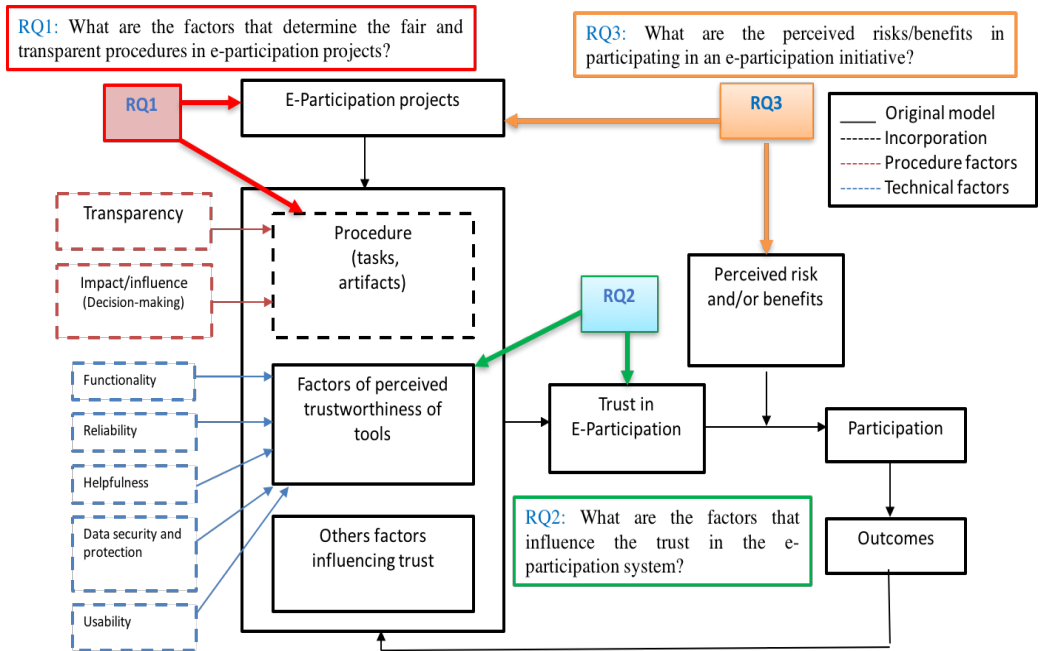 RQ1: What are the factors that determine the fair and
transparent procedures in e-participation projects?
RQ3: What are the perceived risks/benefits in
participating in an e-participation initiative?
RQ1
E-Participation projects
RQ3
Original model
Incorporation
Procedure factors
Technical factors
Transparency
Procedure
(tasks,
artifacts)
Impact/influence
(Decision-making)
Perceived risk
and/or benefits
RQ2
Functionality
Factors of perceived
trustworthiness of
tools
Trust in
E-Participation
Participation
Reliability
Helpfulness
Data security and
protection
Usability
Others factors
influencing trust
RQ2: What are the factors that
influence the trust in the e-
participation system?
Outcomes